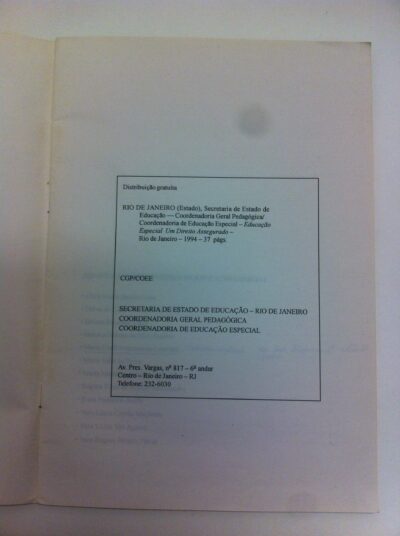 Distribuição gratuita
RIO DE JANEIRO (Estado), Secretaria de Estado de
Educação — Coordenadoria Geral Pedagógica/
Coordenadoria de Educação Especial – Educação
Especial Um Direito Assegurado –
Rio de Janeiro – 1994 – 37 págs.
CGP/COEE
SECRETARIA DE ESTADO DE EDUCAÇÃO – RIO DE JANEIRO
COORDENADORIA GERAL PEDAGÓGICA
COORDENADORIA DE EDUCAÇÃO ESPECIAL
Av. Pres. Vargas, nº 817 – 6º andar
Centro – Rio de Janeiro – RJ
Telefone: 232-6030